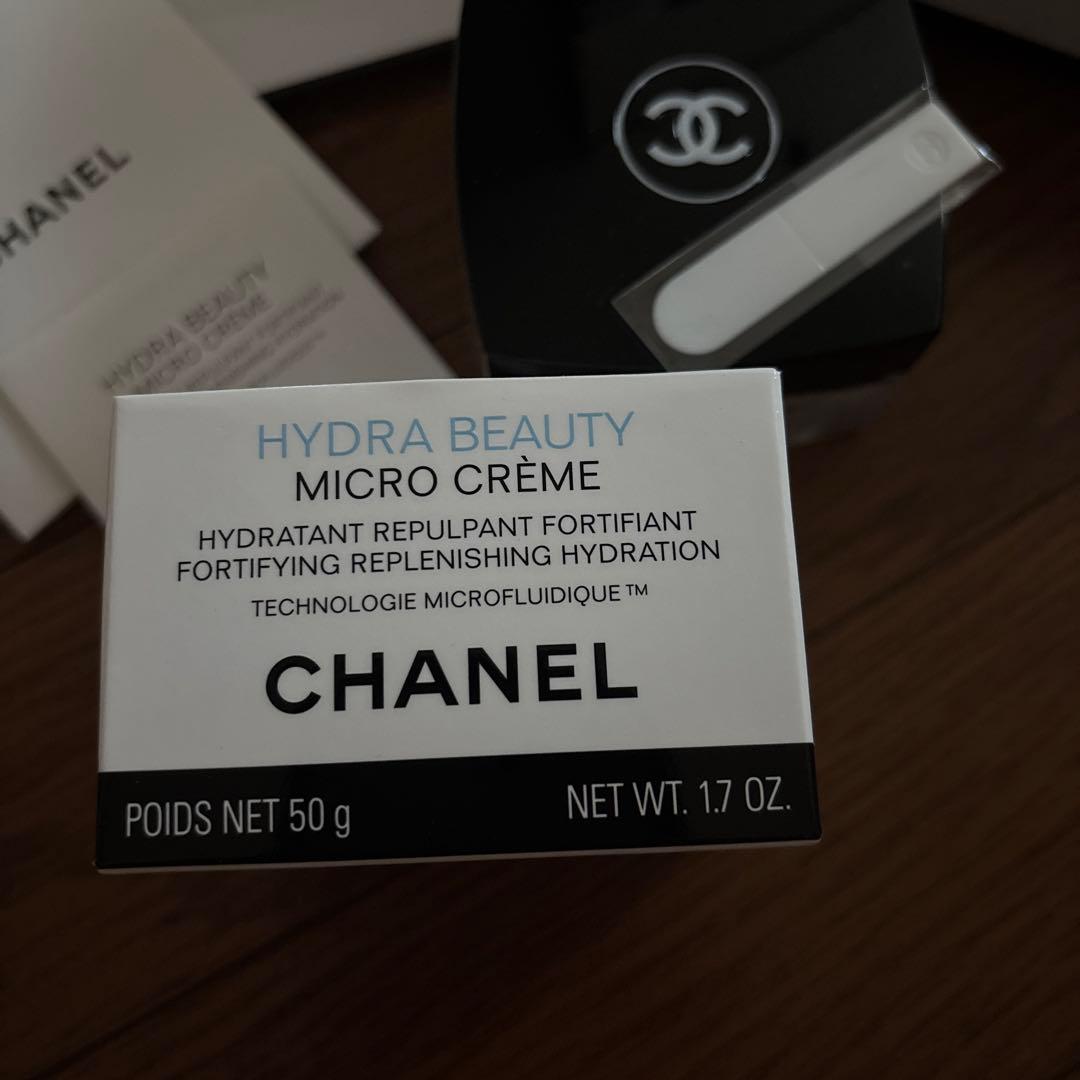 CHANEL
HYDRA BEAUTY
MICRO CRÈME
HYDRA BEAUTY
MICRO CRÈME
HYDRATANT REPULPANT FORTIFIANT
FORTIFYING REPLENISHING HYDRATION
TECHNOLOGIE MICROFLUIDIQUE™
CHANEL
POIDS NET 50 g
NET WT. 1.7 OZ.